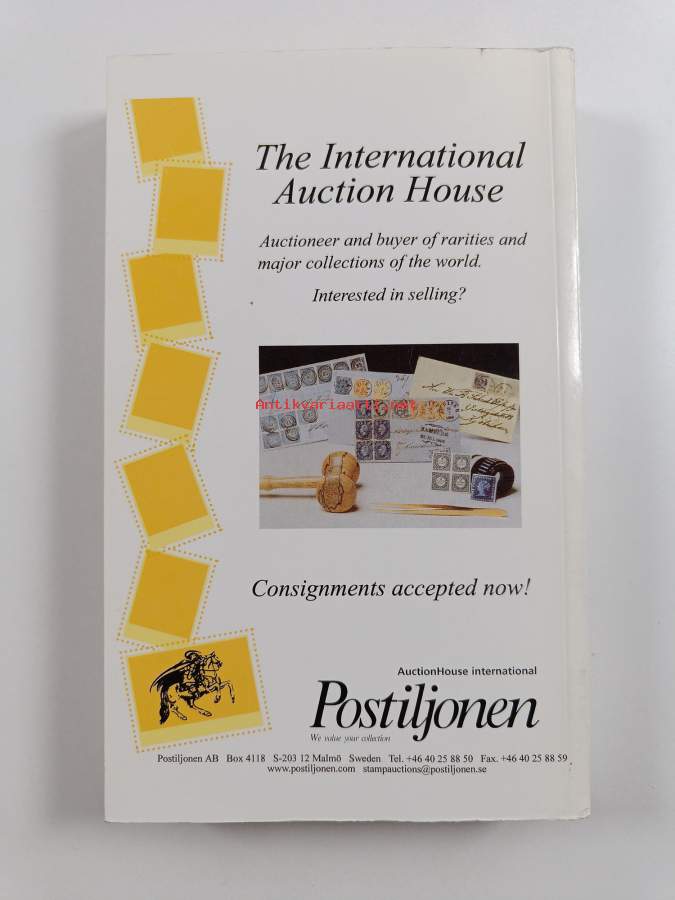 The International
Auction House
Auctioneer and buyer of rarities and
major collections of the world.
Interested in selling?
Antikvariaatti.net
Consignments accepted now!
AuctionHouse international
Postiljonen
We value your collection
Postiljonen AB Box 4118 S-203 12 Malmö Sweden Tel. +46 40 25 88 50 Fax. +46 40 25 88 59
www.postiljonen.com stampauctions@postiljonen.se